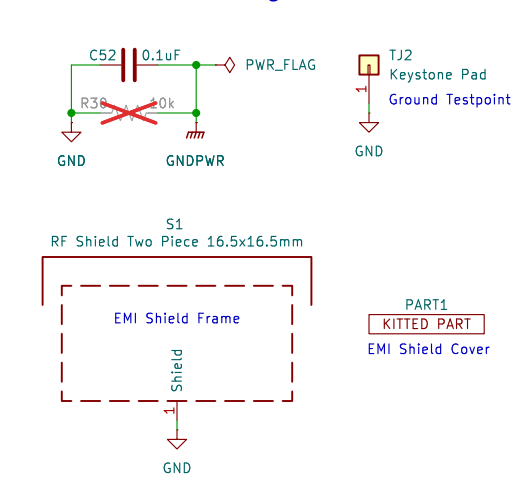 C52 0.1uF
PWR_FLAG
R30 10k
GND
GNDPWR
TJ2
Keystone Pad
1
Ground Testpoint
GND
S1
RF Shield Two Piece 16.5x16.5mm
EMI Shield Frame
Shield
1
GND
PART1
KITTED PART
EMI Shield Cover